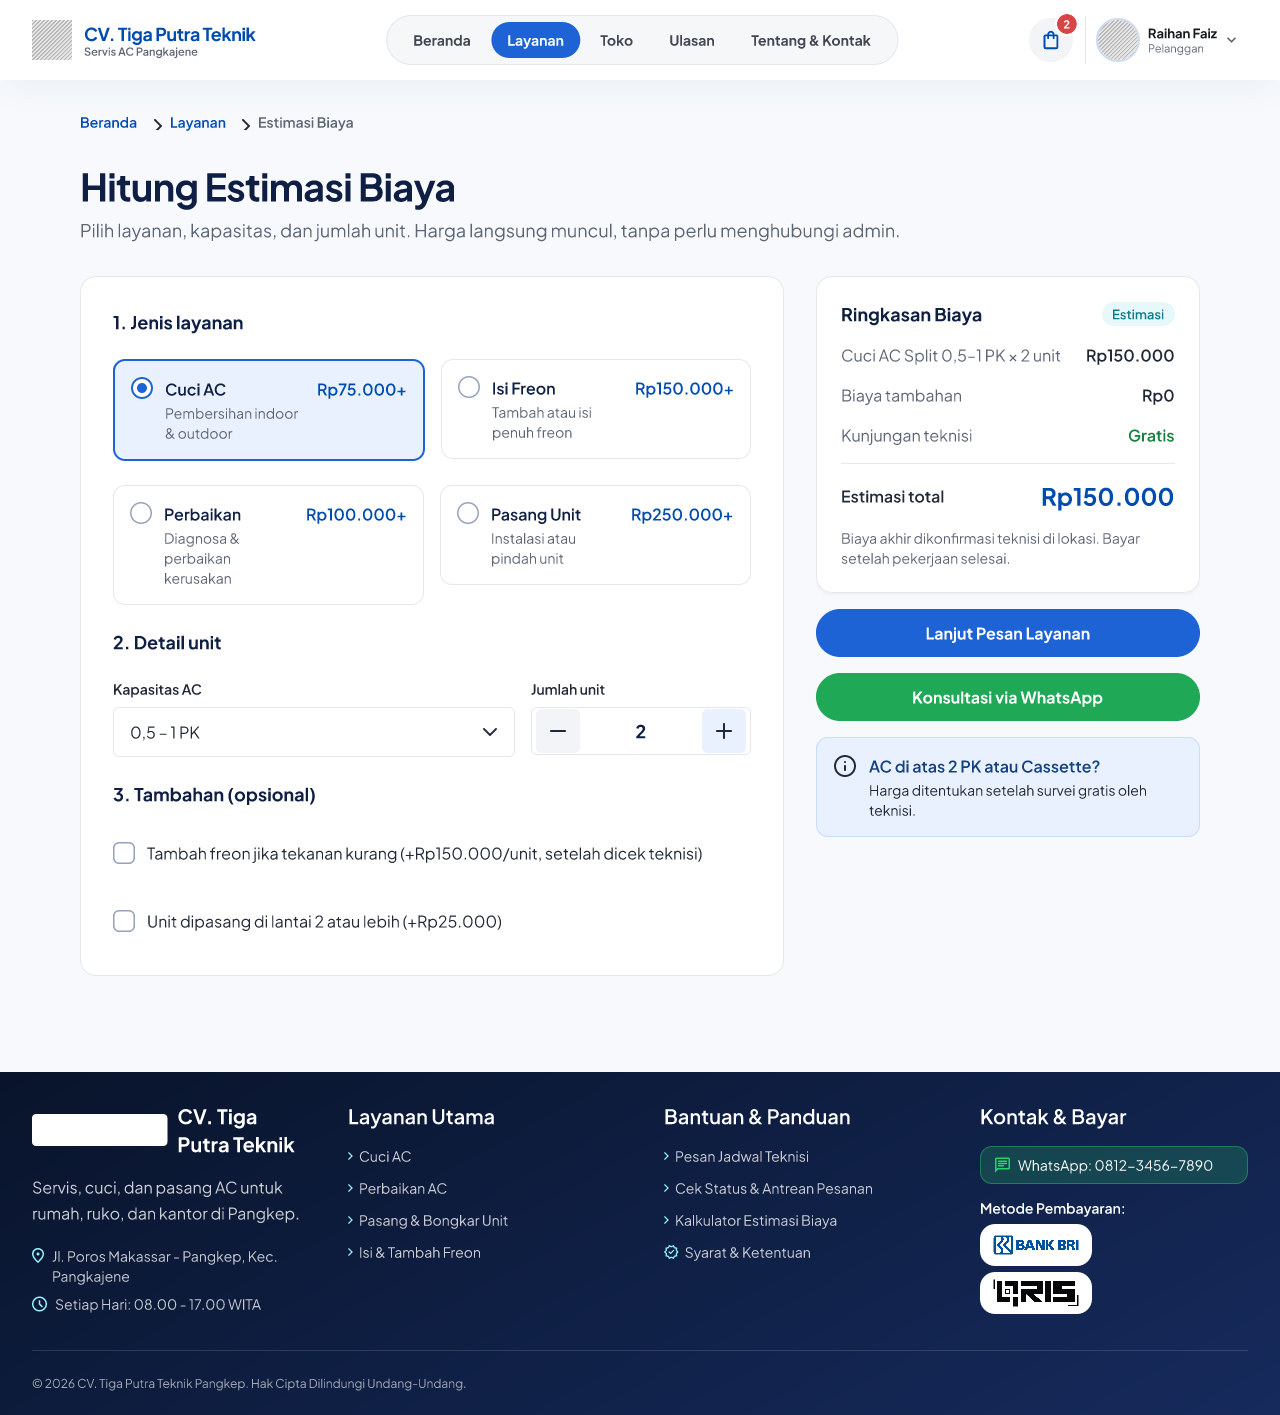 CV. Tiga Putra Teknik
Servis AC Pangkajene
Beranda
Layanan
Toko
Ulasan
Tentang & Kontak
2
Raihan Faiz
Pelanggan
Beranda
Layanan
Estimasi Biaya
Hitung Estimasi Biaya
Pilih layanan, kapasitas, dan jumlah unit. Harga langsung muncul, tanpa perlu menghubungi admin.
1. Jenis layanan
Cuci AC
Rp75.000+
Pembersihan indoor
& outdoor
Isi Freon
Rp150.000+
Tambah atau isi
penuh freon
Perbaikan
Rp100.000+
Diagnosa &
perbaikan
kerusakan
Pasang Unit
Rp250.000+
Instalasi atau
pindah unit
2. Detail unit
Kapasitas AC
0,5 – 1 PK
Jumlah unit
2
3. Tambahan (opsional)
Tambah freon jika tekanan kurang (+Rp150.000/unit, setelah dicek teknisi)
Unit dipasang di lantai 2 atau lebih (+Rp25.000)
Ringkasan Biaya
Estimasi
Cuci AC Split 0,5–1 PK × 2 unit
Rp150.000
Biaya tambahan
Rp0
Kunjungan teknisi
Gratis
Estimasi total
Rp150.000
Biaya akhir dikonfirmasi teknisi di lokasi. Bayar
setelah pekerjaan selesai.
Lanjut Pesan Layanan
Konsultasi via WhatsApp
AC di atas 2 PK atau Cassette?
Harga ditentukan setelah survei gratis oleh
teknisi.
CV. Tiga
Putra Teknik
Servis, cuci, dan pasang AC untuk
rumah, ruko, dan kantor di Pangkep.
Jl. Poros Makassar - Pangkep, Kec.
Pangkajene
Setiap Hari: 08.00 - 17.00 WITA
Layanan Utama
Cuci AC
Perbaikan AC
Pasang & Bongkar Unit
Isi & Tambah Freon
Bantuan & Panduan
Pesan Jadwal Teknisi
Cek Status & Antrean Pesanan
Kalkulator Estimasi Biaya
Syarat & Ketentuan
Kontak & Bayar
WhatsApp: 0812-3456-7890
Metode Pembayaran:
BANK BRI
QRIS
© 2026 CV. Tiga Putra Teknik Pangkep. Hak Cipta Dilindungi Undang-Undang.